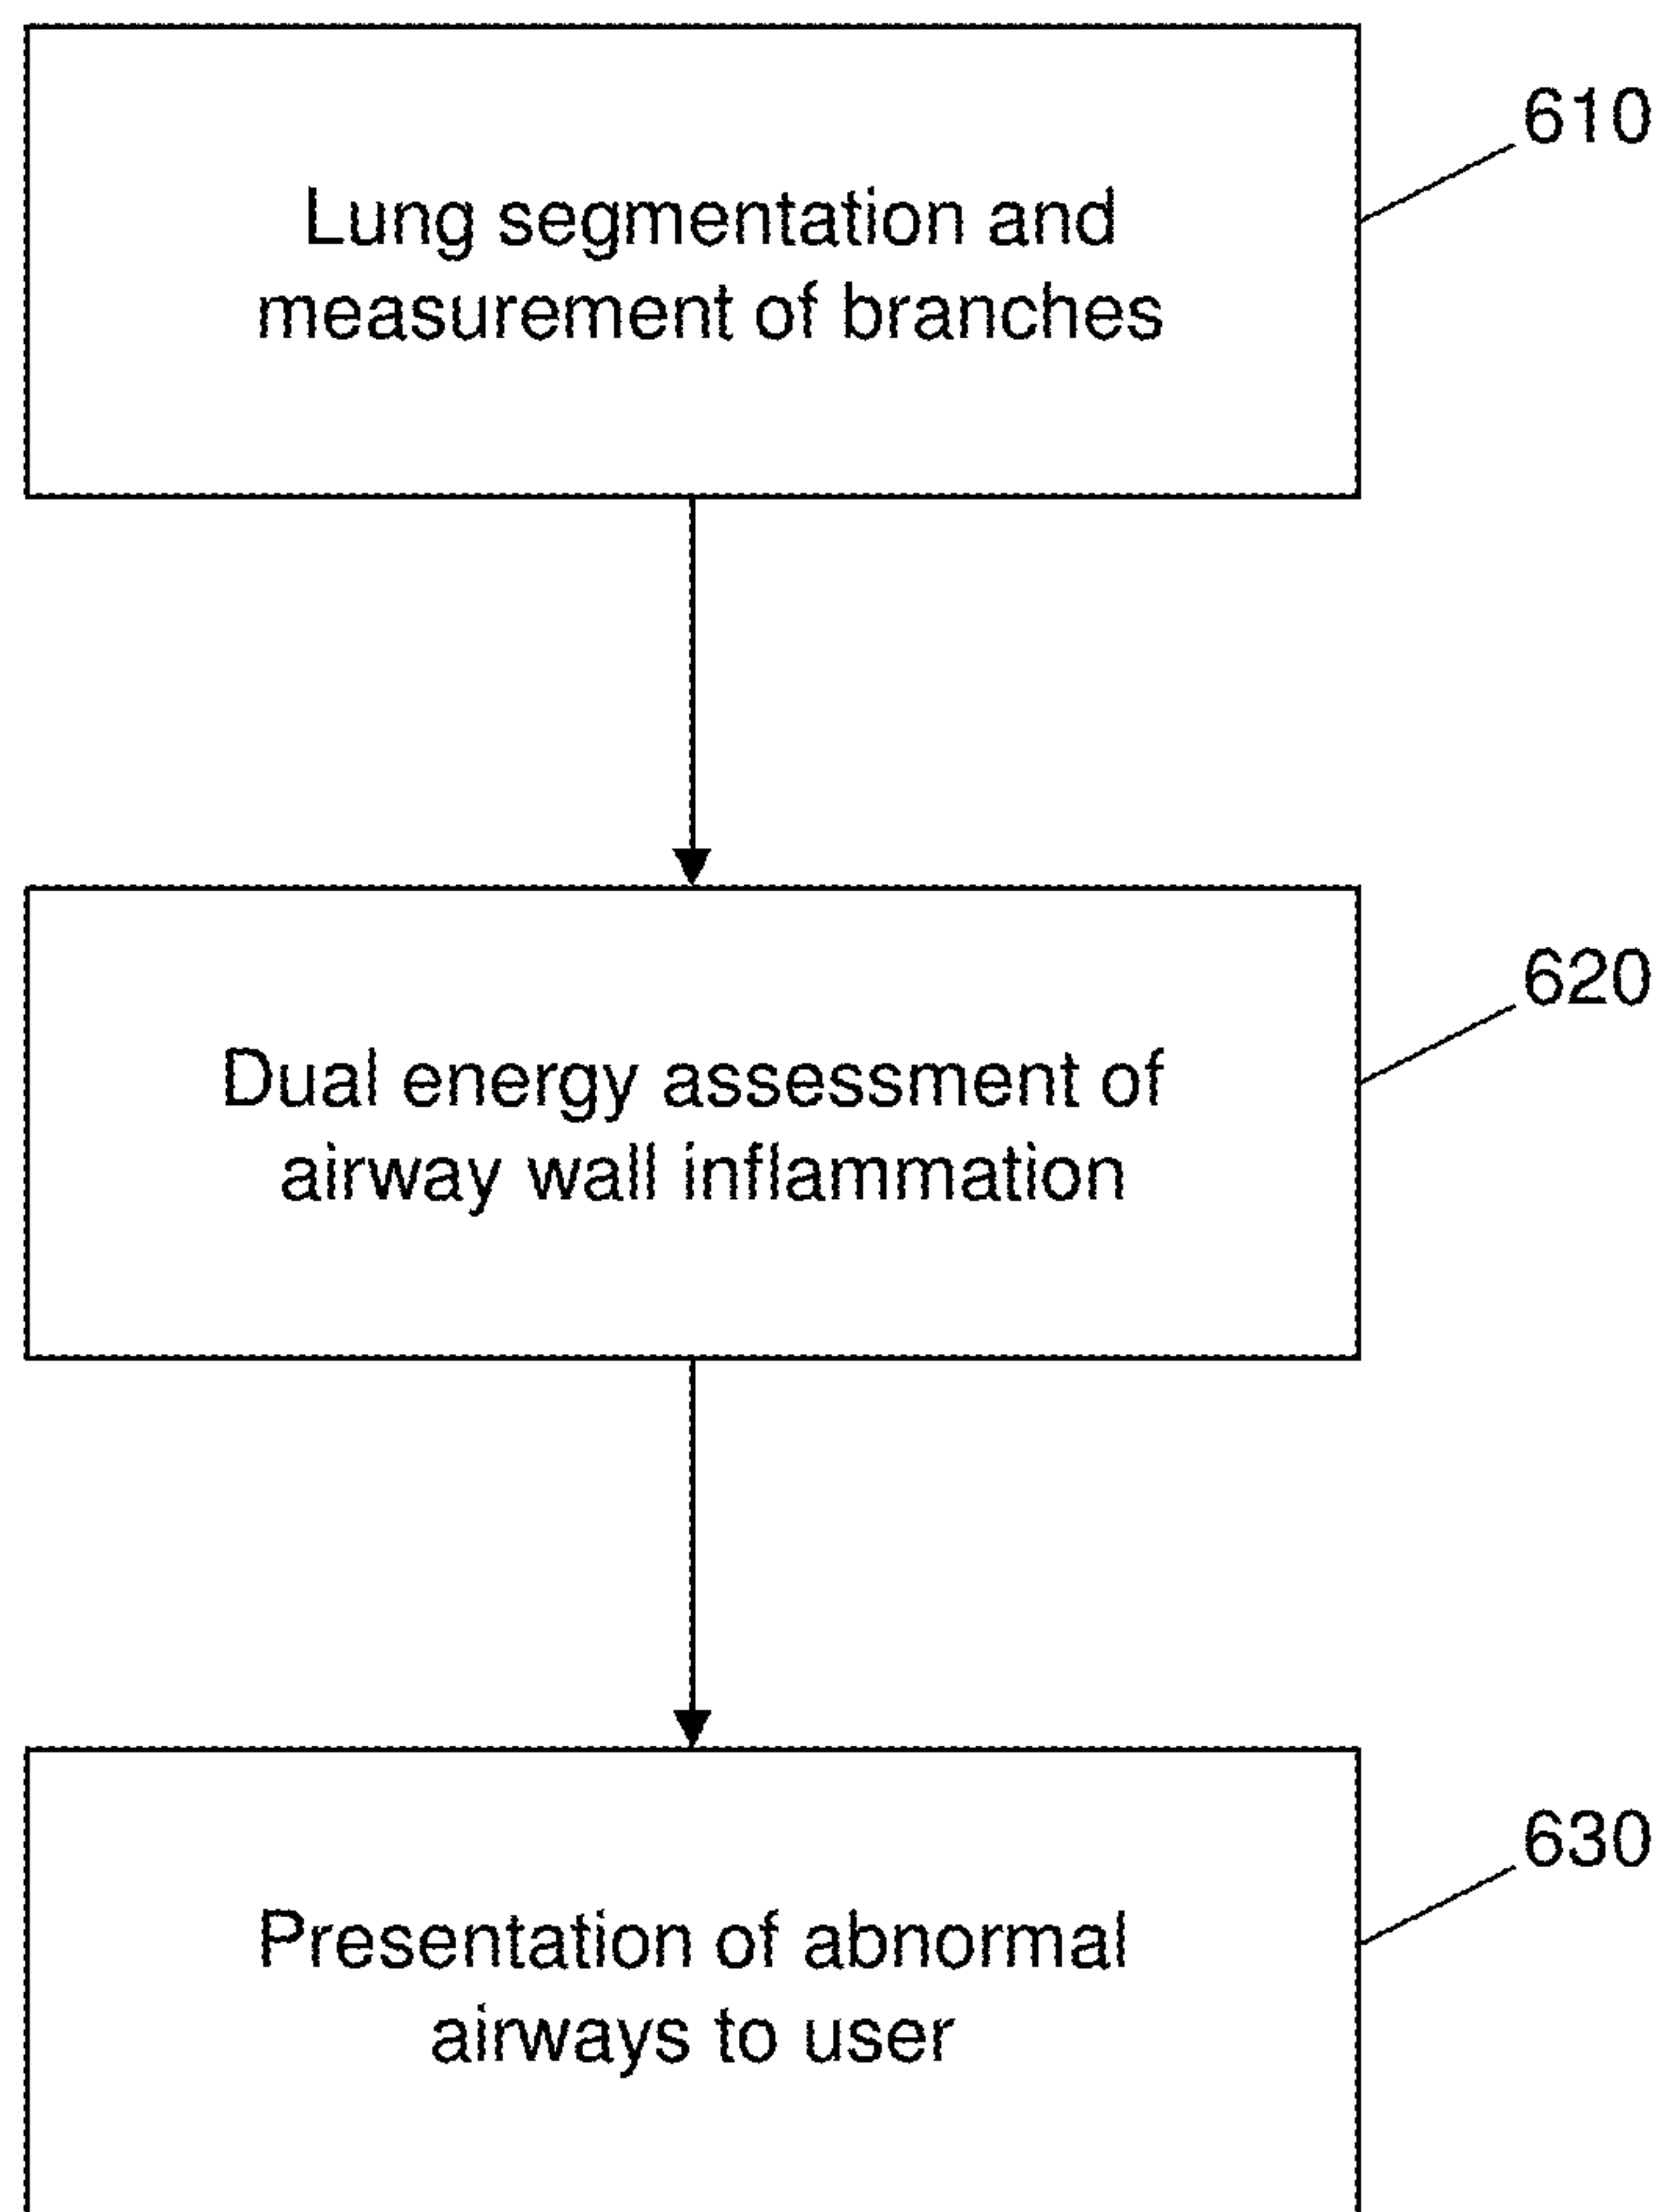 610
Lung segmentation and
measurement of branches
620
Dual energy assessment of
airway wall inflammation
630
Presentation of abnormal
airways to user